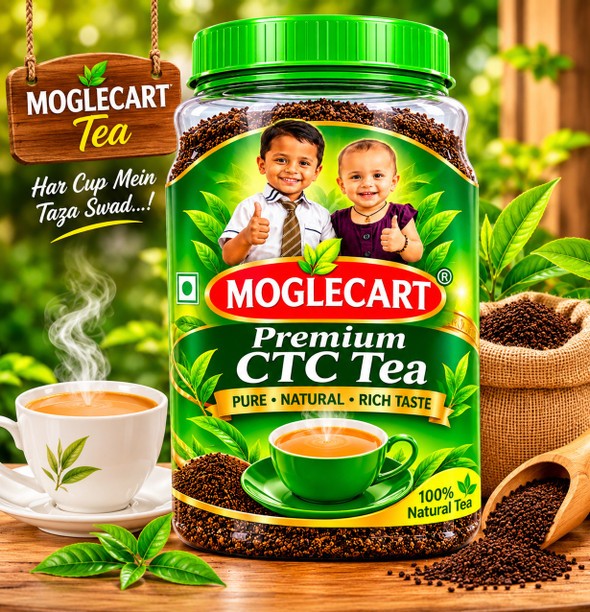 MOGLECART
Tea
Har Cup Mein
Taza Swad...!
MOGLECART®
Premium
CTC Tea
PURE • NATURAL • RICH TASTE
100%
Natural Tea